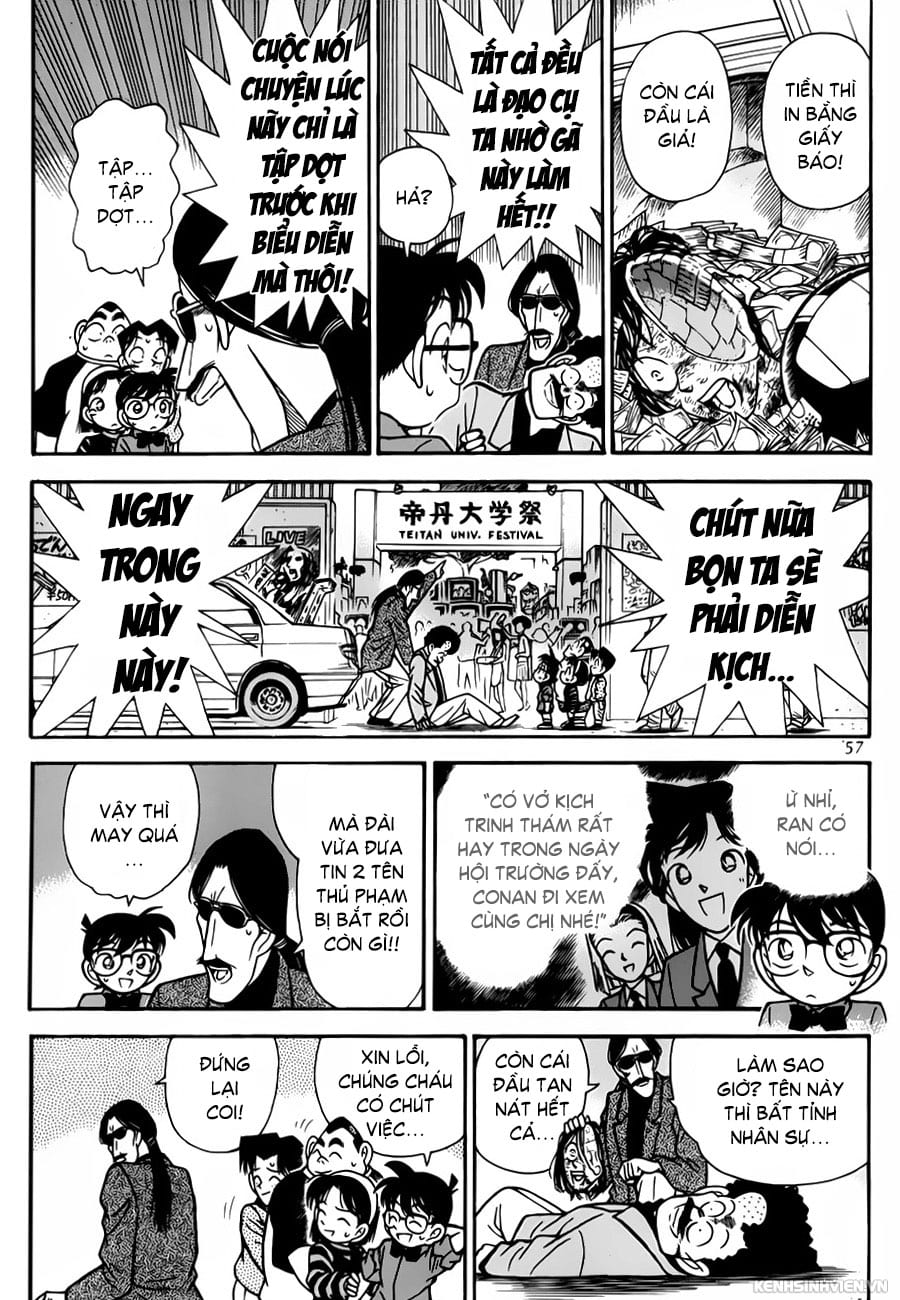 TIỀN THÌ
IN BẰNG
GIẤY
BÁO!
CÒN CÁI
ĐẦU LÀ
GIẢ!
TẤT CẢ ĐỀU
LÀ ĐẠO CỤ
TA NHỜ GÃ
NÀY LÀM
HẾT!!
HẢ?
CUỘC NÓI
CHUYỆN LÚC
NÃY CHỈ LÀ
TẬP DỢT
TRƯỚC KHI
BIỂU DIỄN
MÀ THÔI!
TẬP...
TẬP
DỢT...
CHÚT NỮA
BỌN TA SẼ
PHẢI DIỄN
KỊCH...
帝丹大学祭
TEITAN UNIV. FESTIVAL
LIVE
NGAY
TRONG
NÀY
NÀY!
57
Ừ NHỈ,
RAN CÓ
NÓI...
“CÓ VỞ KỊCH
TRINH THÁM RẤT
HAY TRONG NGÀY
HỘI TRƯỜNG ĐẤY,
CONAN ĐI XEM
CÙNG CHỊ NHÉ!”
MÀ ĐÀI
VỪA ĐƯA
TIN 2 TÊN
THỦ PHẠM
BỊ BẮT RỒI
CÒN GÌ!!
VẬY THÌ
MAY QUÁ
...
LÀM SAO
GIỜ? TÊN NÀY
THÌ BẤT TỈNH
NHÂN SỰ...
CÒN CÁI
ĐẦU TAN
NÁT HẾT
CẢ...
XIN LỖI,
CHÚNG CHÁU
CÓ CHÚT
VIỆC...
ĐỨNG
LẠI
COI!
KENHSINHVIEN.VN